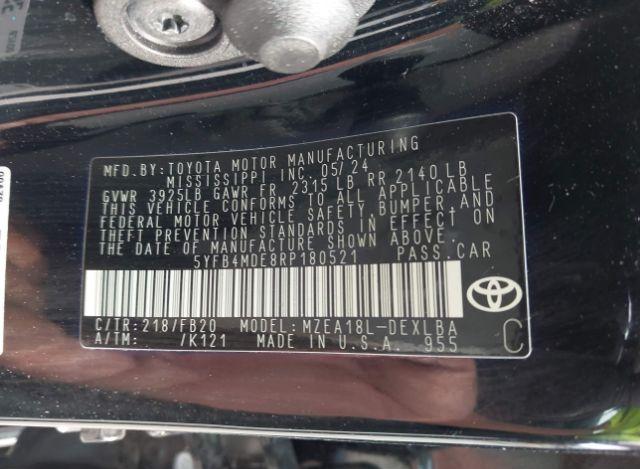 MFD.BY:TOYOTA MOTOR MANUFACTURING
MISSISSIPPI INC. 05/24
GVWR 3925LB GAWR FR 2315 LB RR 2140 LB
THIS VEHICLE CONFORMS TO ALL APPLICABLE
FEDERAL MOTOR VEHICLE SAFETY, BUMPER AND
THEFT PREVENTION STANDARDS IN EFFECT ON
THE DATE OF MANUFACTURE SHOWN ABOVE.
5YFB4MDE8RP180521 PASS.CAR
C/TR:218/FB20 MODEL:MZEA18L-DEXLBA
A/TM: /K121 MADE IN U.S.A. 955
C